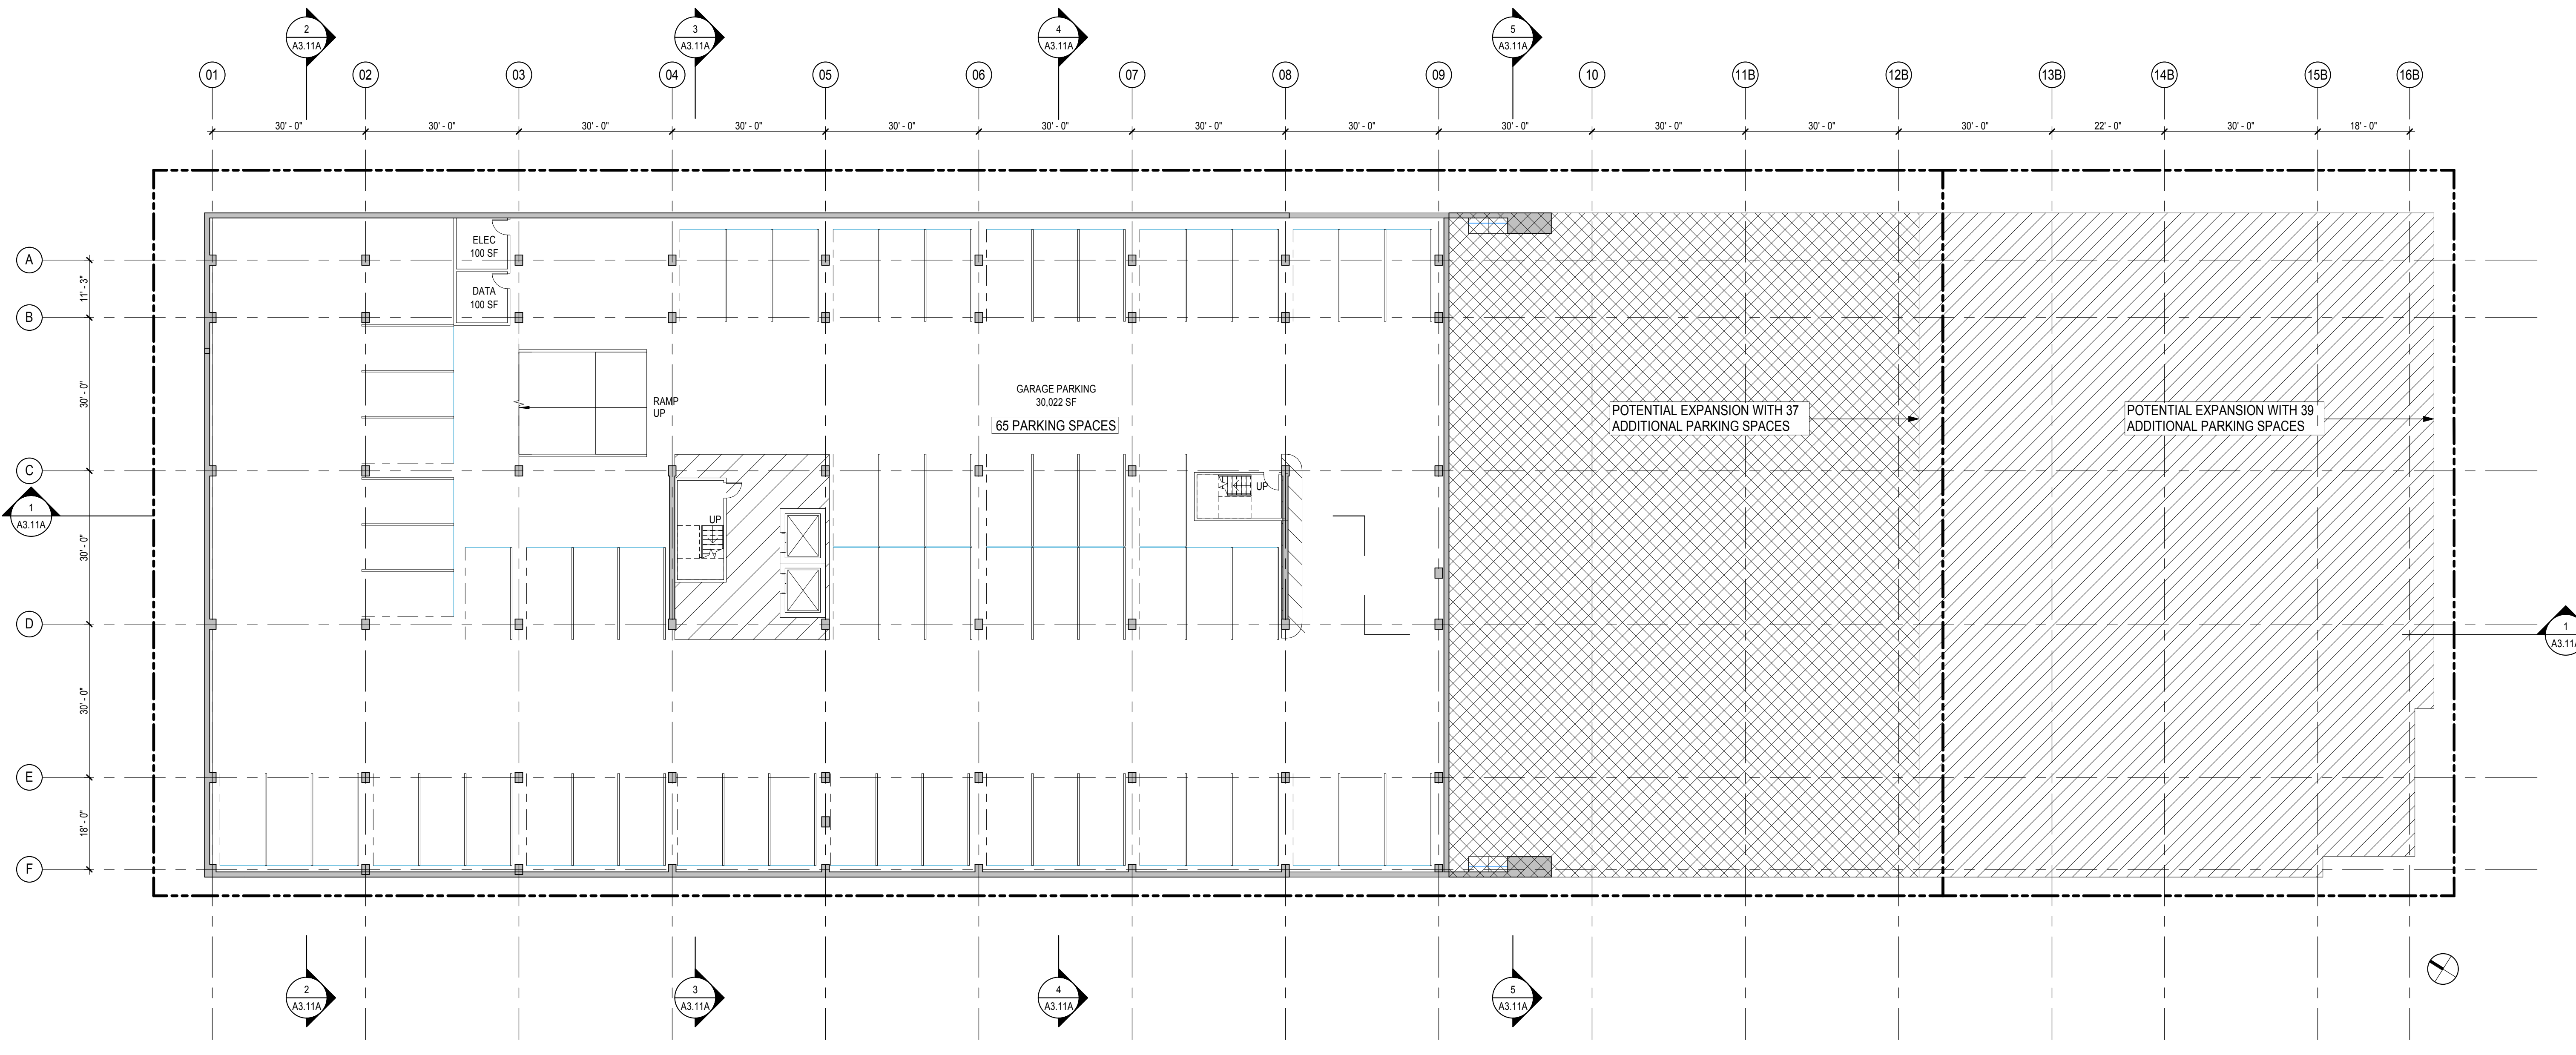 2
A3.11A
3
A3.11A
4
A3.11A
5
A3.11A
01
02
03
04
05
06
07
08
09
10
11B
12B
13B
14B
15B
16B
30' - 0"
30' - 0"
30' - 0"
30' - 0"
30' - 0"
30' - 0"
30' - 0"
30' - 0"
30' - 0"
30' - 0"
30' - 0"
30' - 0"
22' - 0"
30' - 0"
18' - 0"
A
11' - 3"
B
30' - 0"
C
30' - 0"
D
30' - 0"
E
18' - 0"
F
1
A3.11A
ELEC
100 SF
DATA
100 SF
RAMP
UP
GARAGE PARKING
30,022 SF
65 PARKING SPACES
UP
UP
POTENTIAL EXPANSION WITH 37
ADDITIONAL PARKING SPACES
POTENTIAL EXPANSION WITH 39
ADDITIONAL PARKING SPACES
1
A3.11A
2
A3.11A
3
A3.11A
4
A3.11A
5
A3.11A